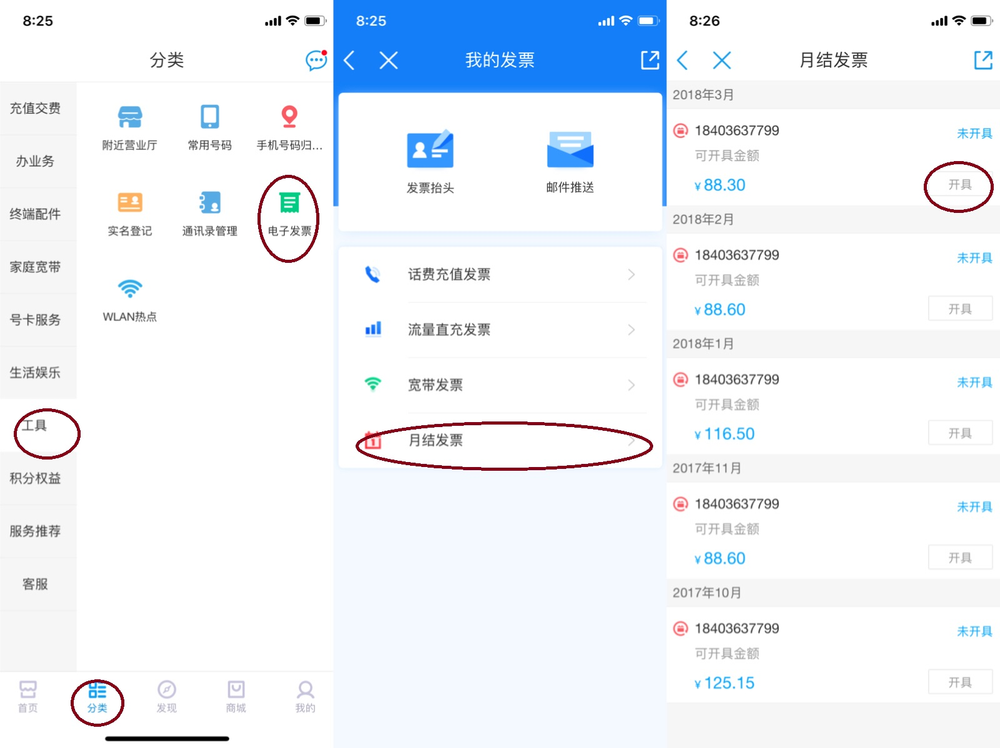 8:25
分类
充值交费
办业务
终端配件
家庭宽带
号卡服务
生活娱乐
工具
积分权益
服务推荐
客服
附近营业厅
常用号码
手机号码归...
实名登记
通讯录管理
电子发票
WLAN热点
首页
分类
发现
商城
我的
8:25
我的发票
发票抬头
邮件推送
话费充值发票
流量直充发票
宽带发票
1
月结发票
8:26
月结发票
2018年3月
18403637799
未开具
可开具金额
¥88.30
开具
2018年2月
18403637799
未开具
可开具金额
¥88.60
开具
2018年1月
18403637799
未开具
可开具金额
¥116.50
开具
2017年11月
18403637799
未开具
可开具金额
¥88.60
开具
2017年10月
18403637799
未开具
可开具金额
¥125.15
开具